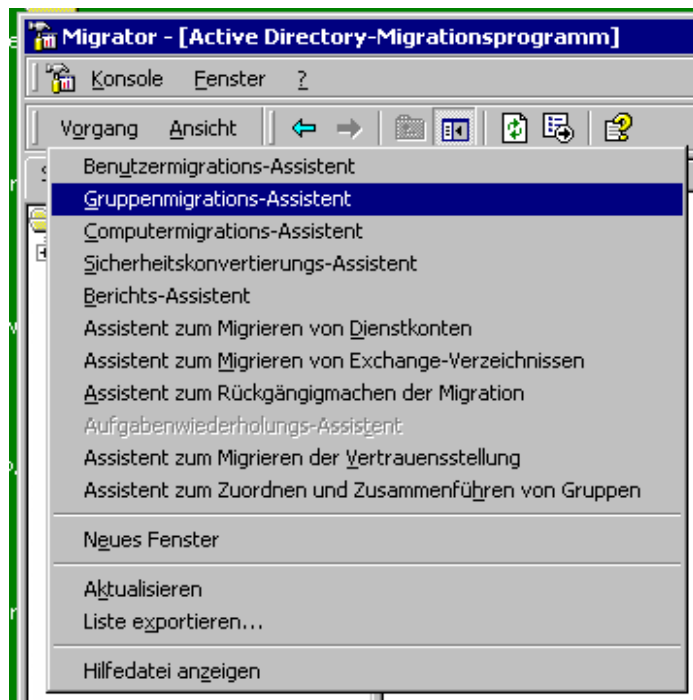 Migrator - [Active Directory-Migrationsprogramm]
Konsole Fenster ?
Vorgang Ansicht
Benutzermigrations-Assistent
Gruppenmigrations-Assistent
Computermigrations-Assistent
Sicherheitskonvertierungs-Assistent
Berichts-Assistent
Assistent zum Migrieren von Dienstkonten
Assistent zum Migrieren von Exchange-Verzeichnissen
Assistent zum Rückgängigmachen der Migration
Aufgabenwiederholungs-Assistent
Assistent zum Migrieren der Vertrauensstellung
Assistent zum Zuordnen und Zusammenführen von Gruppen
Neues Fenster
Aktualisieren
Liste exportieren...
Hilfedatei anzeigen